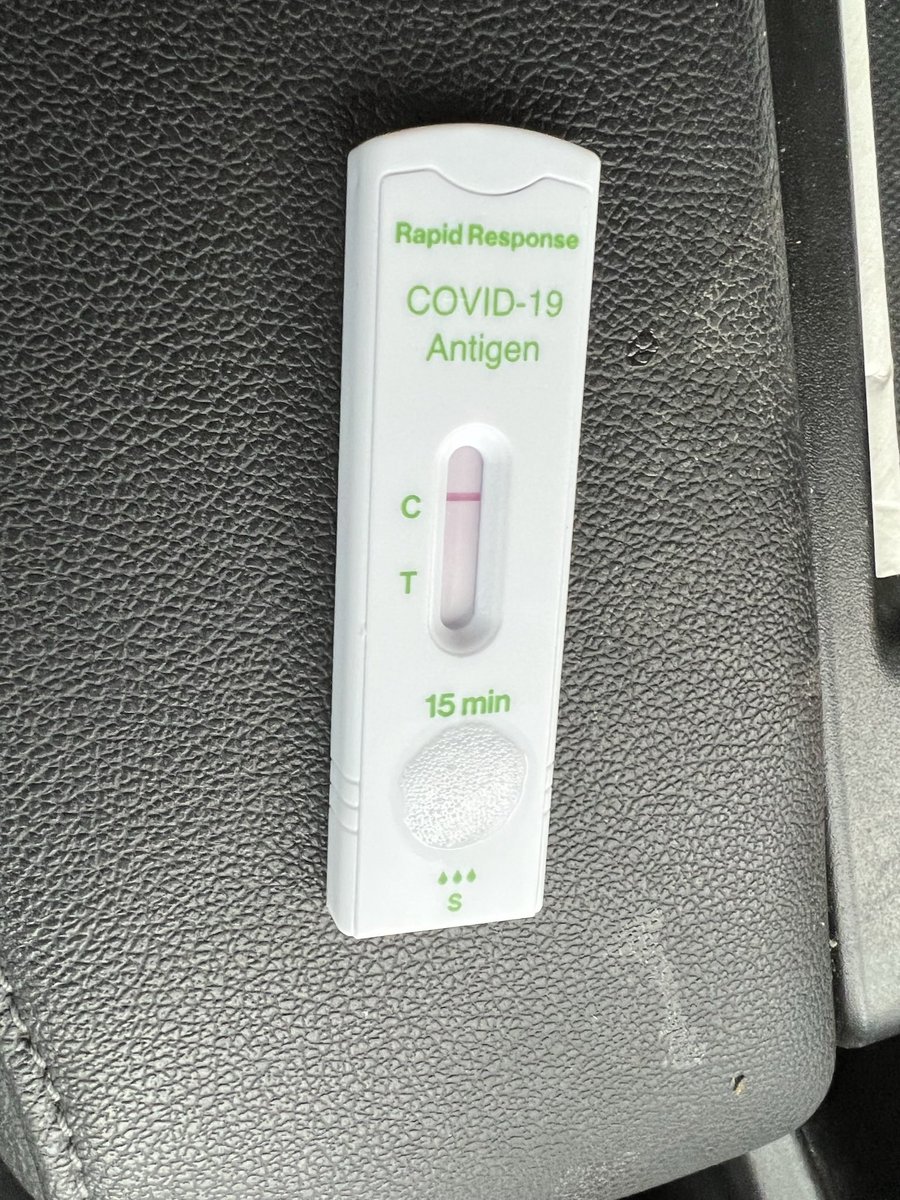 Rapid Response
COVID-19
Antigen
C
T
15 min
S